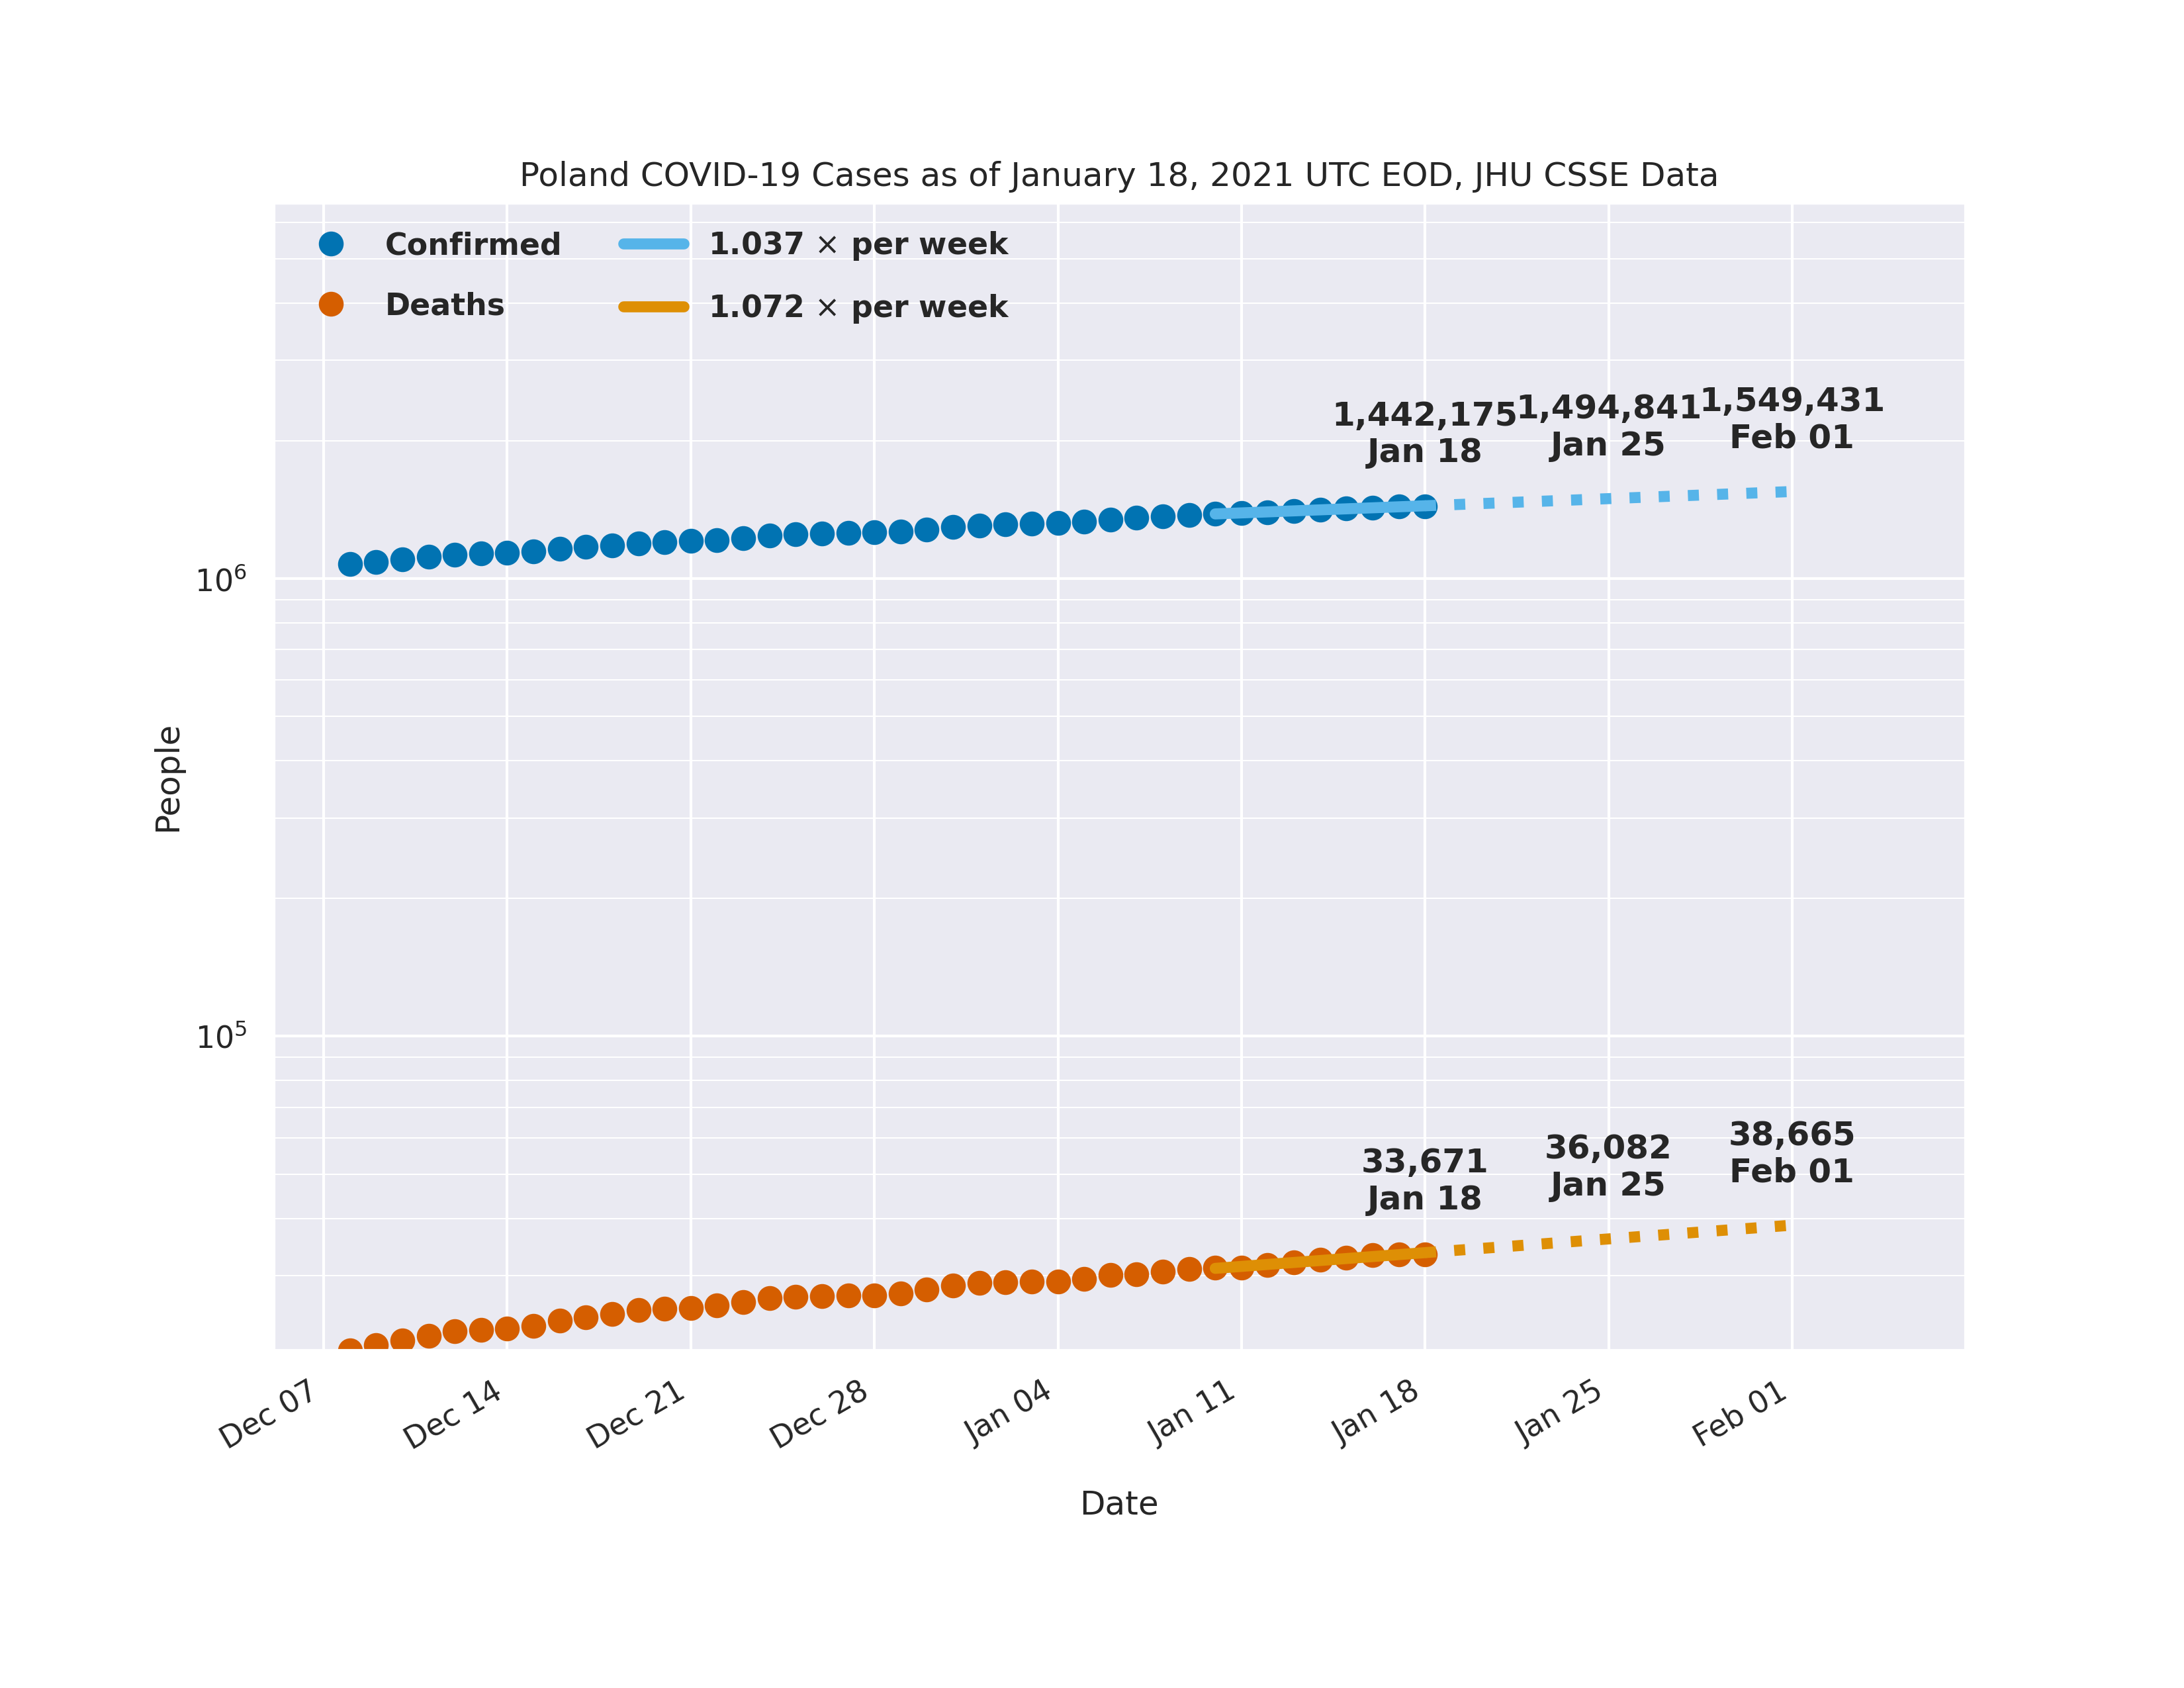 Poland COVID-19 Cases as of January 18, 2021 UTC EOD, JHU CSSE Data
Confirmed
Deaths
1.037 × per week
1.072 × per week
1,442,175
Jan 18
1,494,841
Jan 25
1,549,431
Feb 01
10⁶
People
10⁵
33,671
Jan 18
36,082
Jan 25
38,665
Feb 01
Dec 07
Dec 14
Dec 21
Dec 28
Jan 04
Jan 11
Jan 18
Jan 25
Feb 01
Date